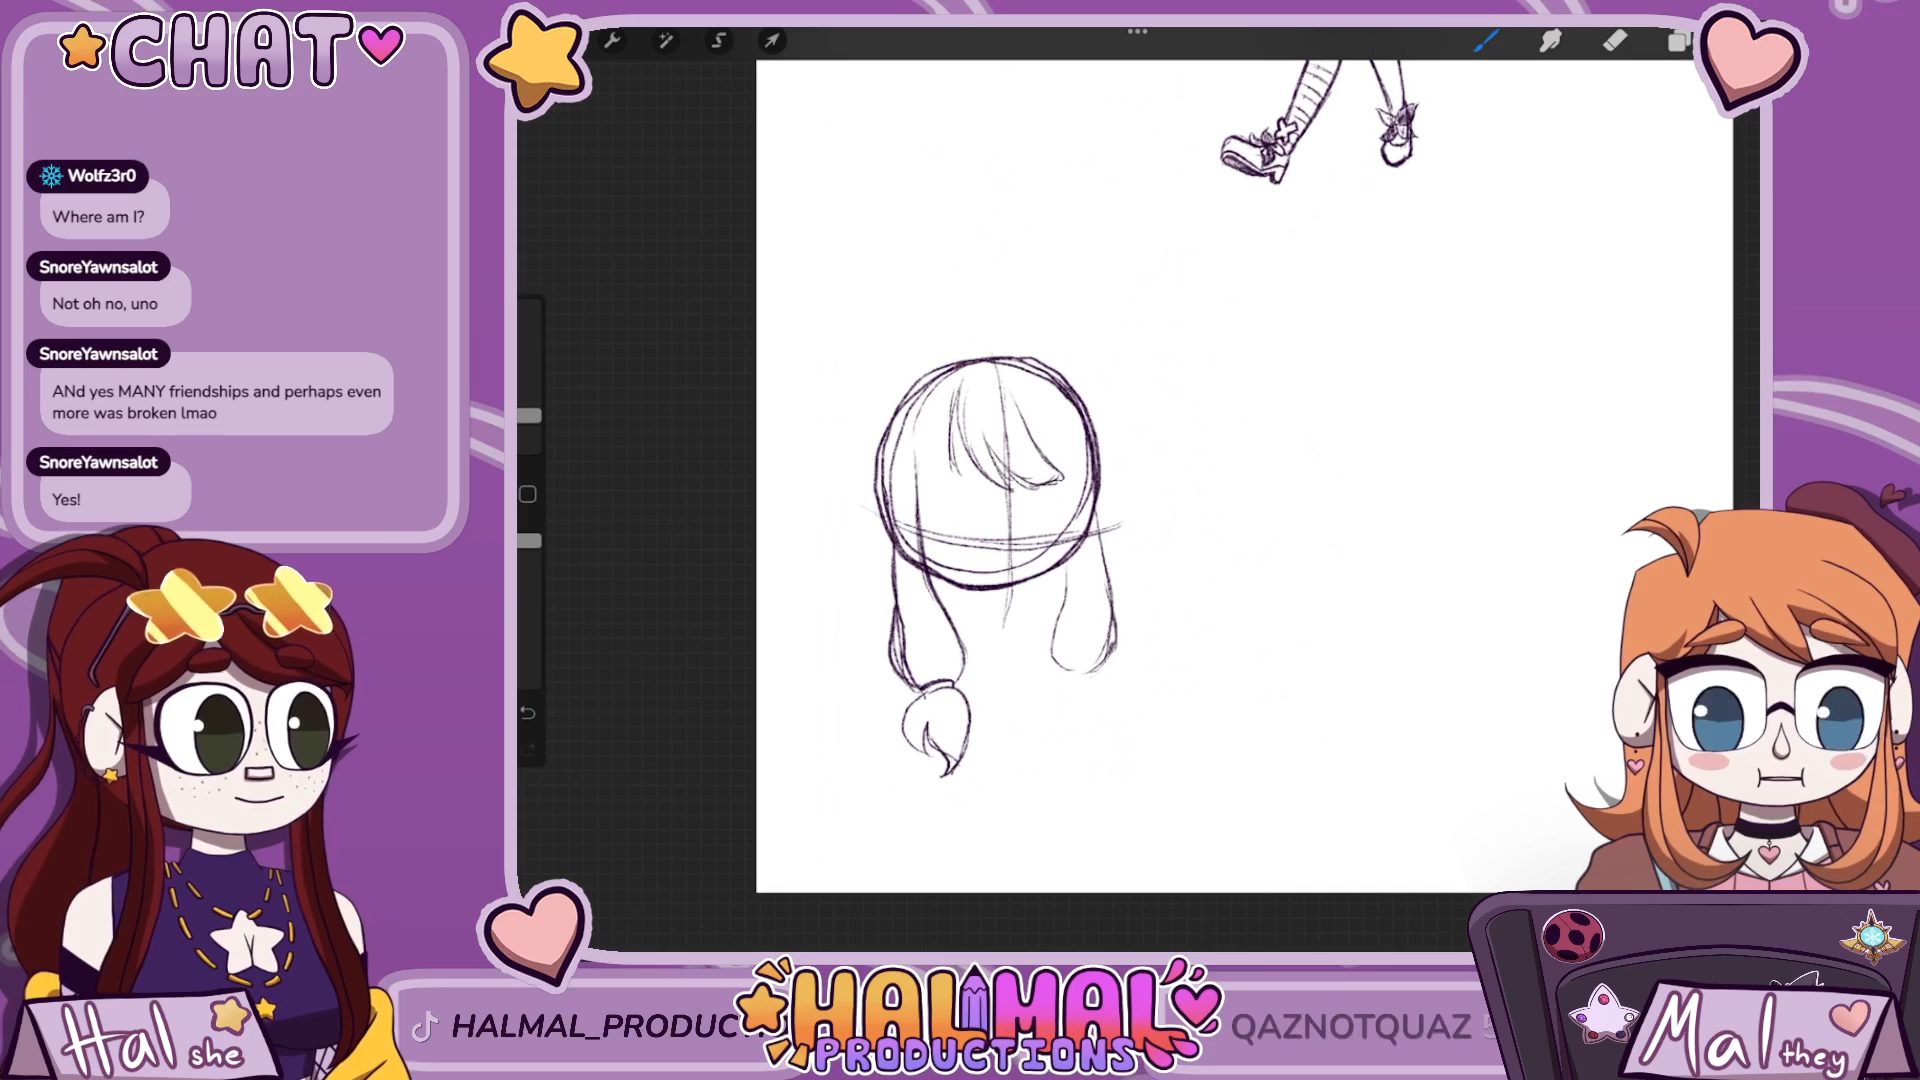 CHAT
Wolfz3r0
Where am I?
SnoreYawnsalot
Not oh no, uno
SnoreYawnsalot
ANd yes MANY friendships and perhaps even
more was broken lmao
SnoreYawnsalot
Yes!
Hal she
HALMAL_PRODUC
HALMAL
PRODUCTIONS
QAZNOTQUAZ
Mal they